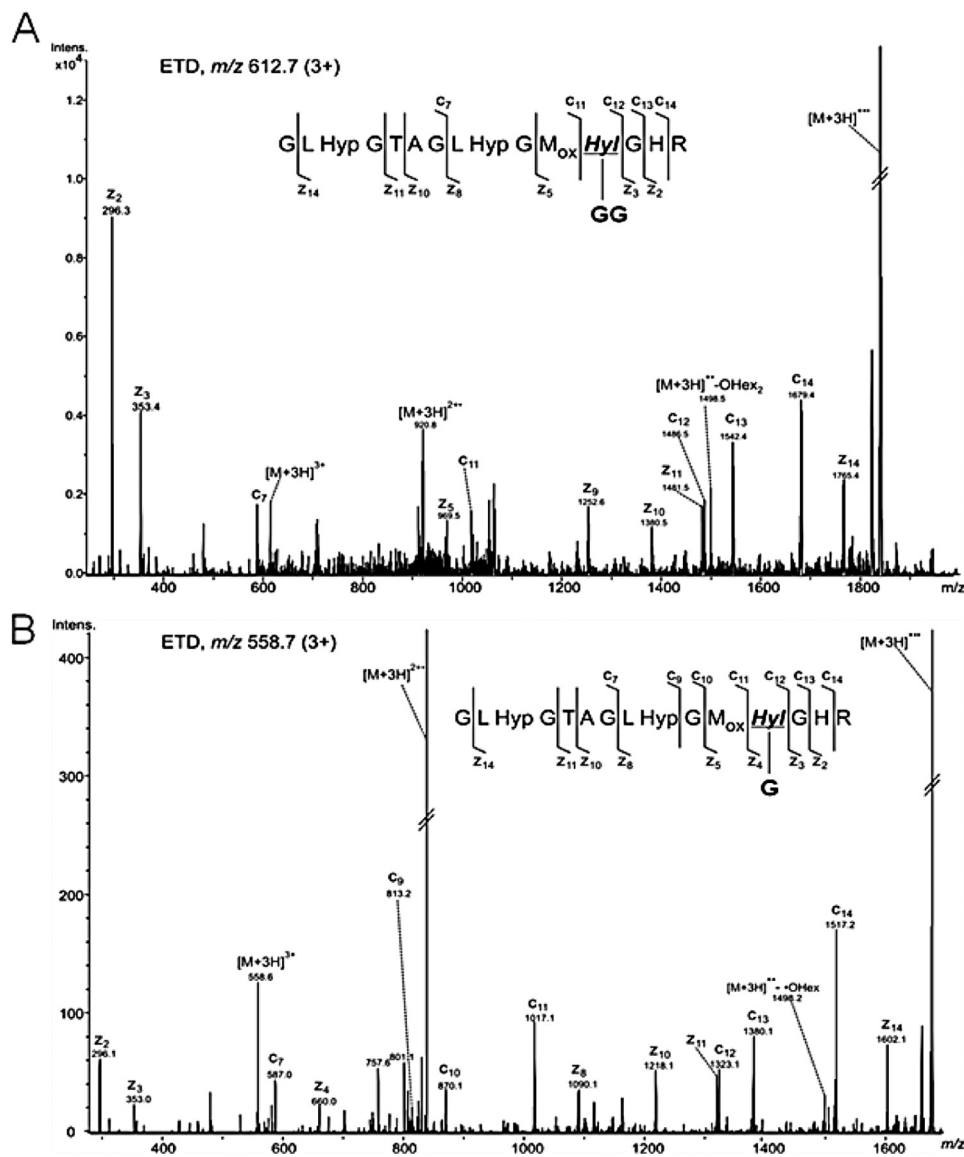 A
Intens.
x10⁴
ETD, m/z 612.7 (3+)
[M+3H]•••
1.2
1.0
0.8
0.6
0.4
0.2
0.0
c₇ c₁₁ c₁₂ c₁₃ c₁₄
G L Hyp G T A G L Hyp G Mox Hyl G H R
z₁₄ z₁₁ z₁₀ z₈ z₅ z₃ z₂
GG
z₂
296.3
z₃
353.4
c₇
[M+3H]³⁺
[M+3H]²⁺•
920.8
z₅
969.5
c₁₁
z₉
1252.6
z₁₀
1380.5
z₁₁
1481.5
c₁₂
1486.5
[M+3H]••-OHex₂
1498.5
c₁₃
1542.4
c₁₄
1679.4
z₁₄
1765.4
400 600 800 1000 1200 1400 1600 1800 m/z
B
Intens.
ETD, m/z 558.7 (3+)
400
300
200
100
0
[M+3H]²⁺•
[M+3H]•••
c₇ c₉ c₁₀ c₁₁ c₁₂ c₁₃ c₁₄
G L Hyp G T A G L Hyp G Mox Hyl G H R
z₁₄ z₁₁ z₁₀ z₈ z₅ z₄ z₃ z₂
G
z₂
296.1
z₃
353.0
[M+3H]³⁺
558.6
c₇
587.0
z₄
660.0
757.6
801.1
c₉
813.2
c₁₀
870.1
c₁₁
1017.1
z₈
1090.1
z₁₀
1218.1
z₁₁
c₁₂
1323.1
c₁₃
1380.1
[M+3H]••- •OHex
1498.2
c₁₄
1517.2
z₁₄
1602.1
400 600 800 1000 1200 1400 1600 m/z